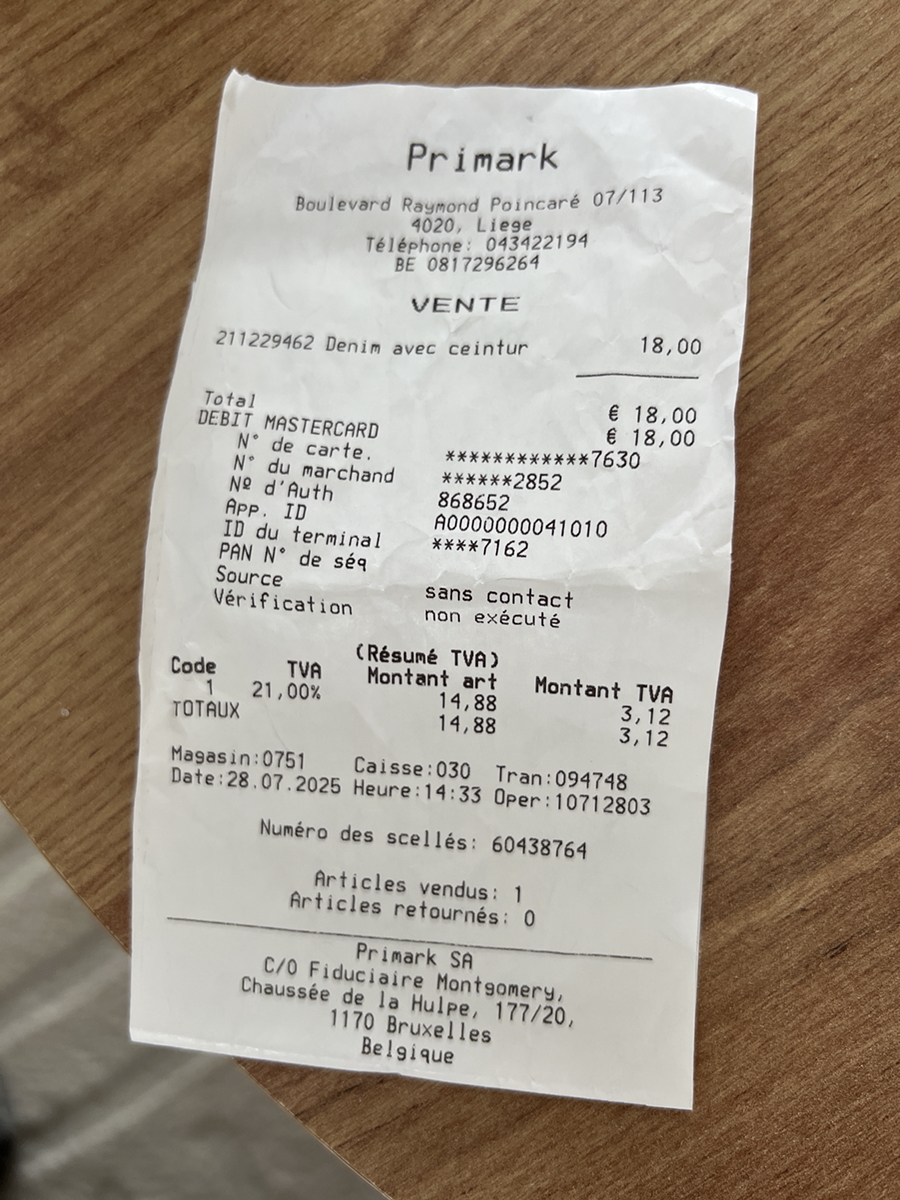 Primark
Boulevard Raymond Poincaré 07/113
4020, Liege
Téléphone: 043422194
BE 0817296264
VENTE
211229462 Denim avec ceintur 18,00
Total € 18,00
DEBIT MASTERCARD € 18,00
N° de carte. ************7630
N° du marchand ******2852
Nº d'Auth 868652
App. ID A0000000041010
ID du terminal ****7162
PAN N° de séq
Source sans contact
Vérification non exécuté
(Résumé TVA)
Code TVA Montant art Montant TVA
1 21,00% 14,88 3,12
TOTAUX 14,88 3,12
Magasin:0751 Caisse:030 Tran:094748
Date:28.07.2025 Heure:14:33 Oper:10712803
Numéro des scellés: 60438764
Articles vendus: 1
Articles retournés: 0
Primark SA
C/O Fiduciaire Montgomery,
Chaussée de la Hulpe, 177/20,
1170 Bruxelles
Belgique